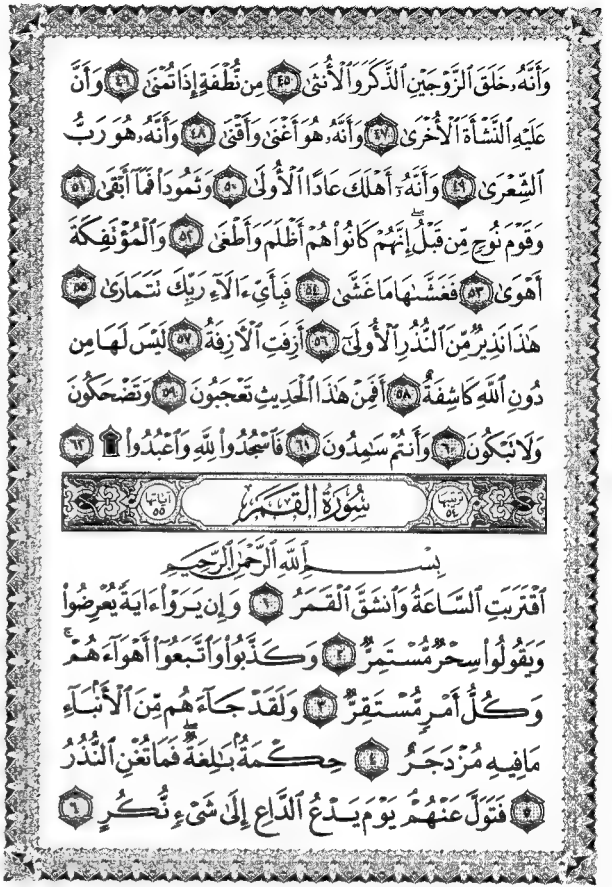 وَأَنَّهُۥ خَلَقَ ٱلزَّوْجَيْنِ ٱلذَّكَرَ وَٱلْأُنثَىٰ ٤٥ مِن نُّطْفَةٍ إِذَا تُمْنَىٰ ٤٦ وَأَنَّ
عَلَيْهِ ٱلنَّشْأَةَ ٱلْأُخْرَىٰ ٤٧ وَأَنَّهُۥ هُوَ أَغْنَىٰ وَأَقْنَىٰ ٤٨ وَأَنَّهُۥ هُوَ رَبُّ
ٱلشِّعْرَىٰ ٤٩ وَأَنَّهُۥٓ أَهْلَكَ عَادًا ٱلْأُولَىٰ ٥٠ وَثَمُودَا۟ فَمَآ أَبْقَىٰ ٥١
وَقَوْمَ نُوحٍ مِّن قَبْلُ ۖ إِنَّهُمْ كَانُوا۟ هُمْ أَظْلَمَ وَأَطْغَىٰ ٥٢ وَٱلْمُؤْتَفِكَةَ
أَهْوَىٰ ٥٣ فَغَشَّىٰهَا مَا غَشَّىٰ ٥٤ فَبِأَىِّ ءَالَآءِ رَبِّكَ تَتَمَارَىٰ ٥٥
هَٰذَا نَذِيرٌ مِّنَ ٱلنُّذُرِ ٱلْأُولَىٰٓ ٥٦ أَزِفَتِ ٱلْءَازِفَةُ ٥٧ لَيْسَ لَهَا مِن
دُونِ ٱللَّهِ كَاشِفَةٌ ٥٨ أَفَمِنْ هَٰذَا ٱلْحَدِيثِ تَعْجَبُونَ ٥٩ وَتَضْحَكُونَ
وَلَا تَبْكُونَ ٦٠ وَأَنتُمْ سَٰمِدُونَ ٦١ فَٱسْجُدُوا۟ لِلَّهِ وَٱعْبُدُوا۟ ۩ ٦٢
ترتيبها ٥٤ سُورَةُ القَمَرِ آياتها ٥٥
بِسْمِ ٱللَّهِ ٱلرَّحْمَٰنِ ٱلرَّحِيمِ
ٱقْتَرَبَتِ ٱلسَّاعَةُ وَٱنشَقَّ ٱلْقَمَرُ ١ وَإِن يَرَوْا۟ ءَايَةً يُعْرِضُوا۟
وَيَقُولُوا۟ سِحْرٌ مُّسْتَمِرٌّ ٢ وَكَذَّبُوا۟ وَٱتَّبَعُوٓا۟ أَهْوَآءَهُمْ ۚ
وَكُلُّ أَمْرٍ مُّسْتَقِرٌّ ٣ وَلَقَدْ جَآءَهُم مِّنَ ٱلْأَنۢبَآءِ
مَا فِيهِ مُزْدَجَرٌ ٤ حِكْمَةٌۢ بَٰلِغَةٌ ۖ فَمَا تُغْنِ ٱلنُّذُرُ
٥ فَتَوَلَّ عَنْهُمْ ۘ يَوْمَ يَدْعُ ٱلدَّاعِ إِلَىٰ شَىْءٍ نُّكُرٍ ٦